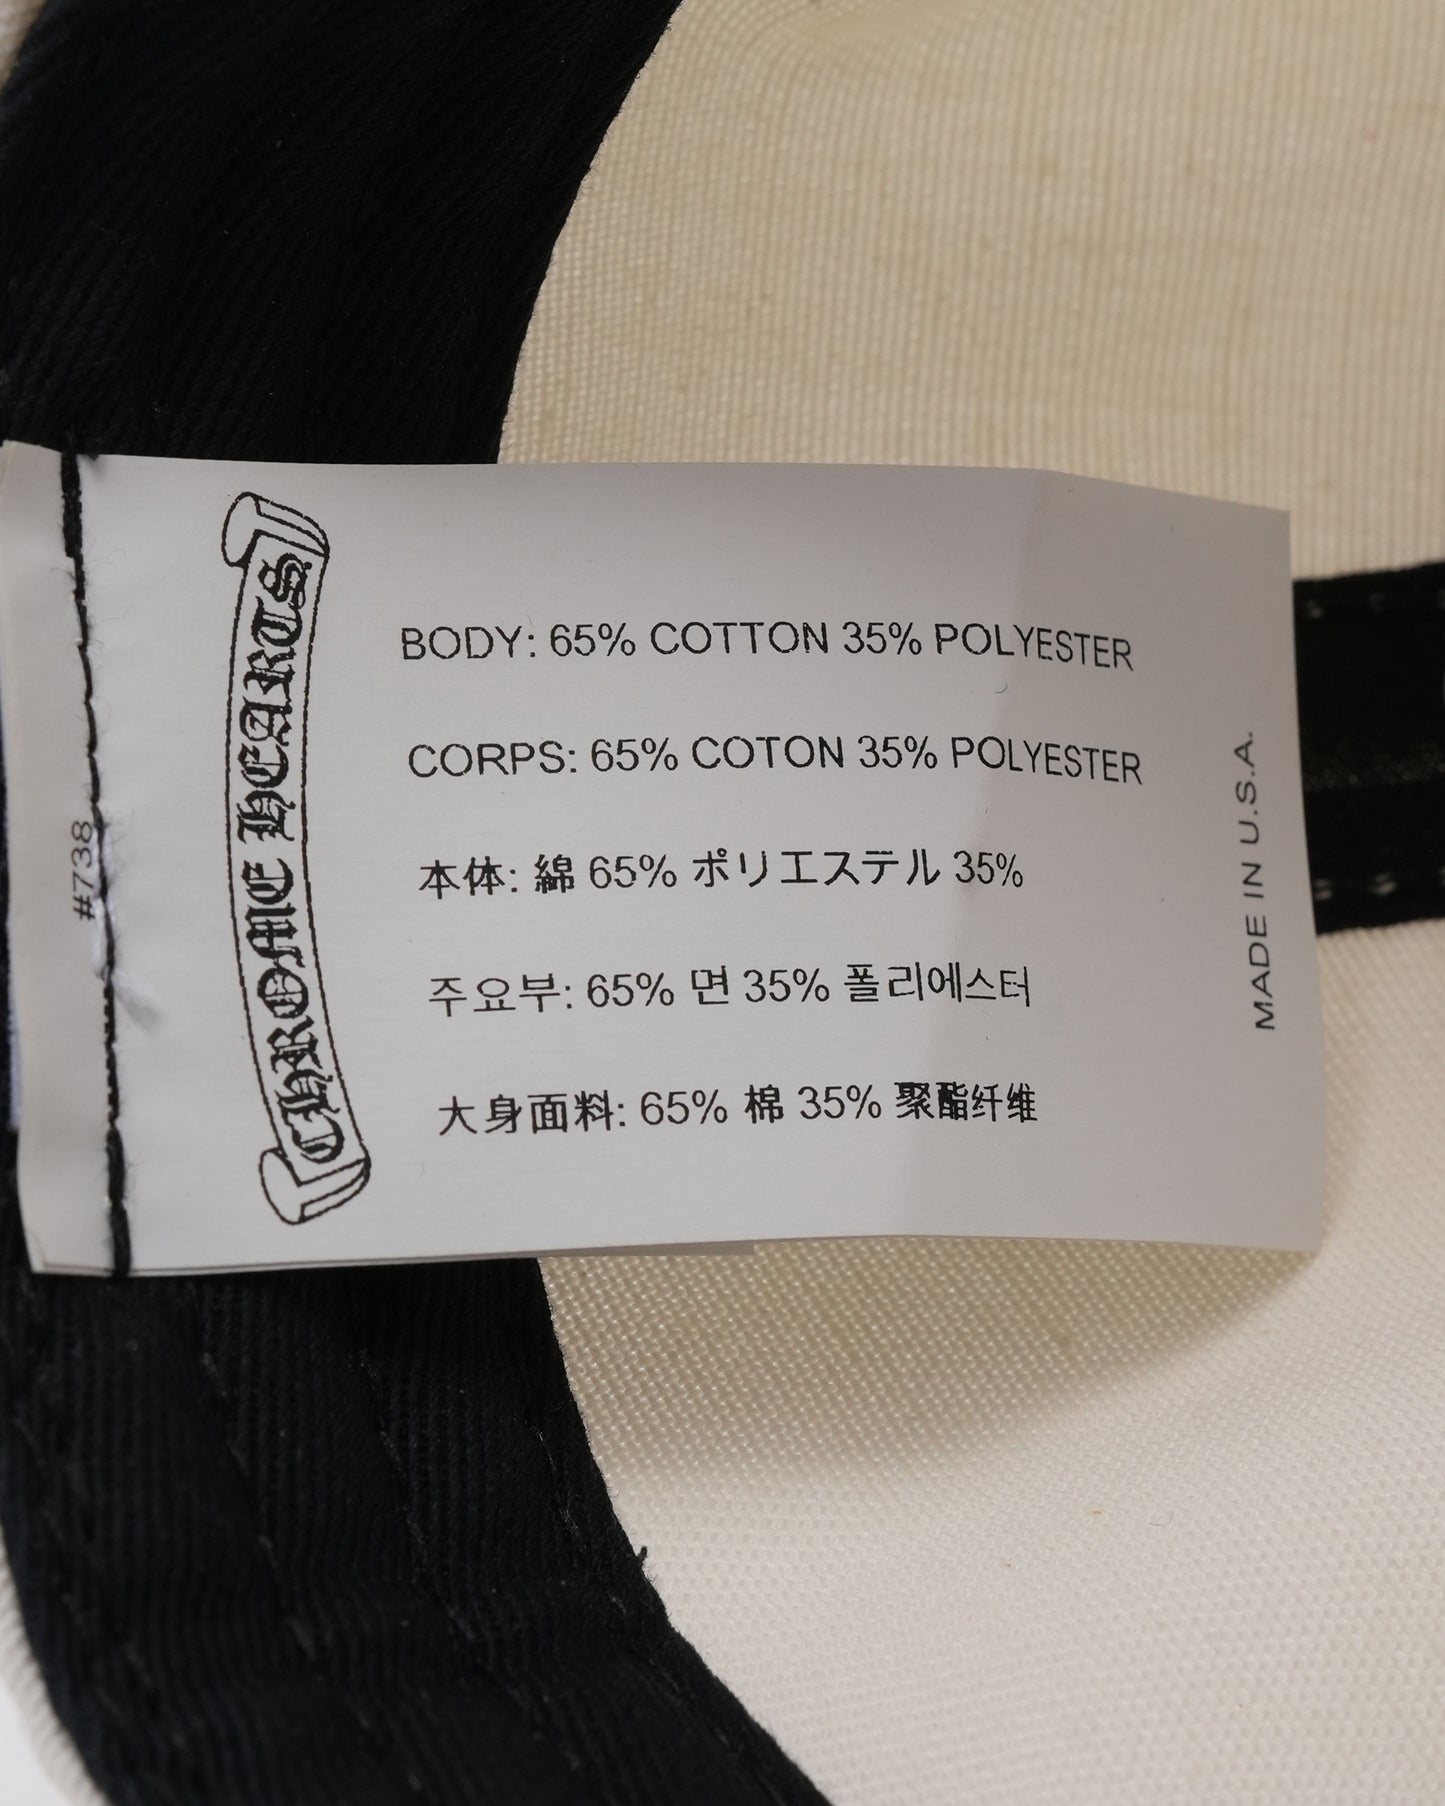 #738
CHROME HEARTS
BODY: 65% COTTON 35% POLYESTER
CORPS: 65% COTON 35% POLYESTER
本体: 綿 65% ポリエステル 35%
주요부: 65% 면 35% 폴리에스터
大身面料: 65% 棉 35% 聚酯纤维
MADE IN U.S.A.